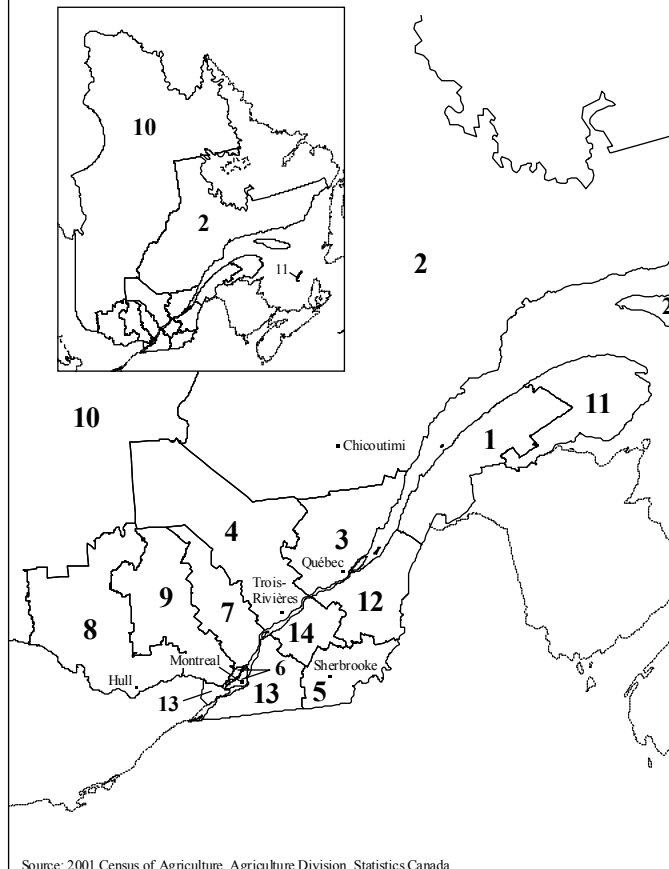 10
2
11
2
2
10
11
1
Chicoutimi
4
3
Québec
Trois-
Rivières
12
9
7
8
14
Montreal
6
Sherbrooke
Hull
13
13
5
Source: 2001 Census of Agriculture, Agriculture Division, Statistics Canada